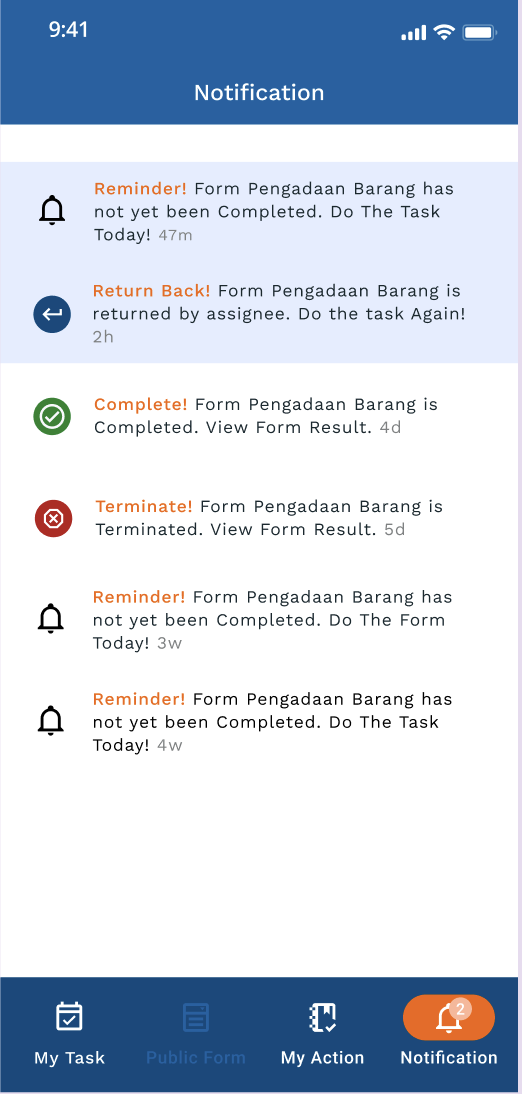 9:41
Notification
Reminder! Form Pengadaan Barang has
not yet been Completed. Do The Task
Today! 47m
Return Back! Form Pengadaan Barang is
returned by assignee. Do the task Again!
2h
Complete! Form Pengadaan Barang is
Completed. View Form Result. 4d
Terminate! Form Pengadaan Barang is
Terminated. View Form Result. 5d
Reminder! Form Pengadaan Barang has
not yet been Completed. Do The Form
Today! 3w
Reminder! Form Pengadaan Barang has
not yet been Completed. Do The Task
Today! 4w
2
My Task Public Form My Action Notification